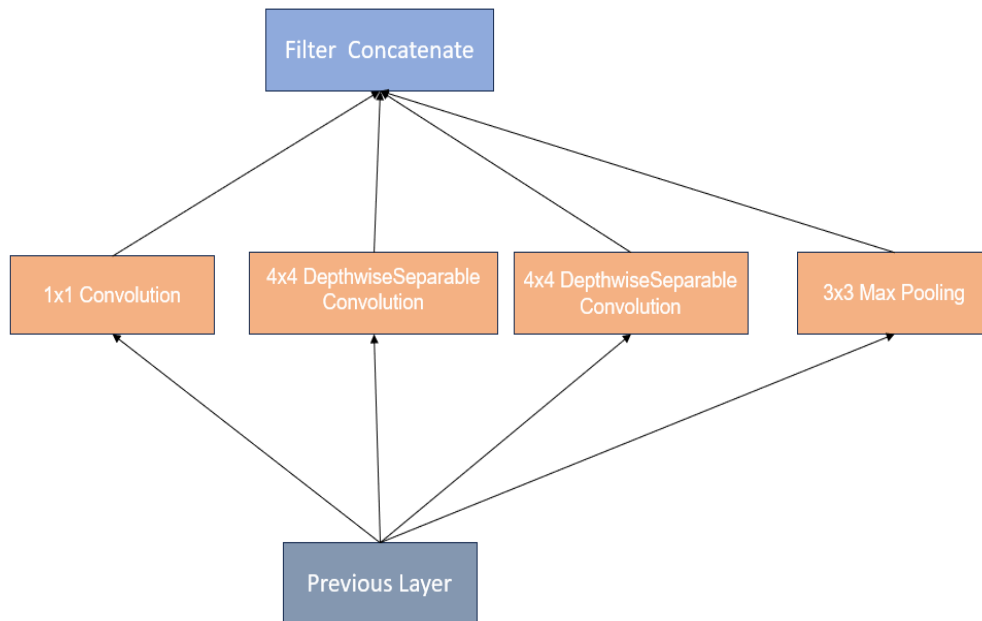 Filter Concatenate
1x1 Convolution
4x4 DepthwiseSeparable
Convolution
4x4 DepthwiseSeparable
Convolution
3x3 Max Pooling
Previous Layer